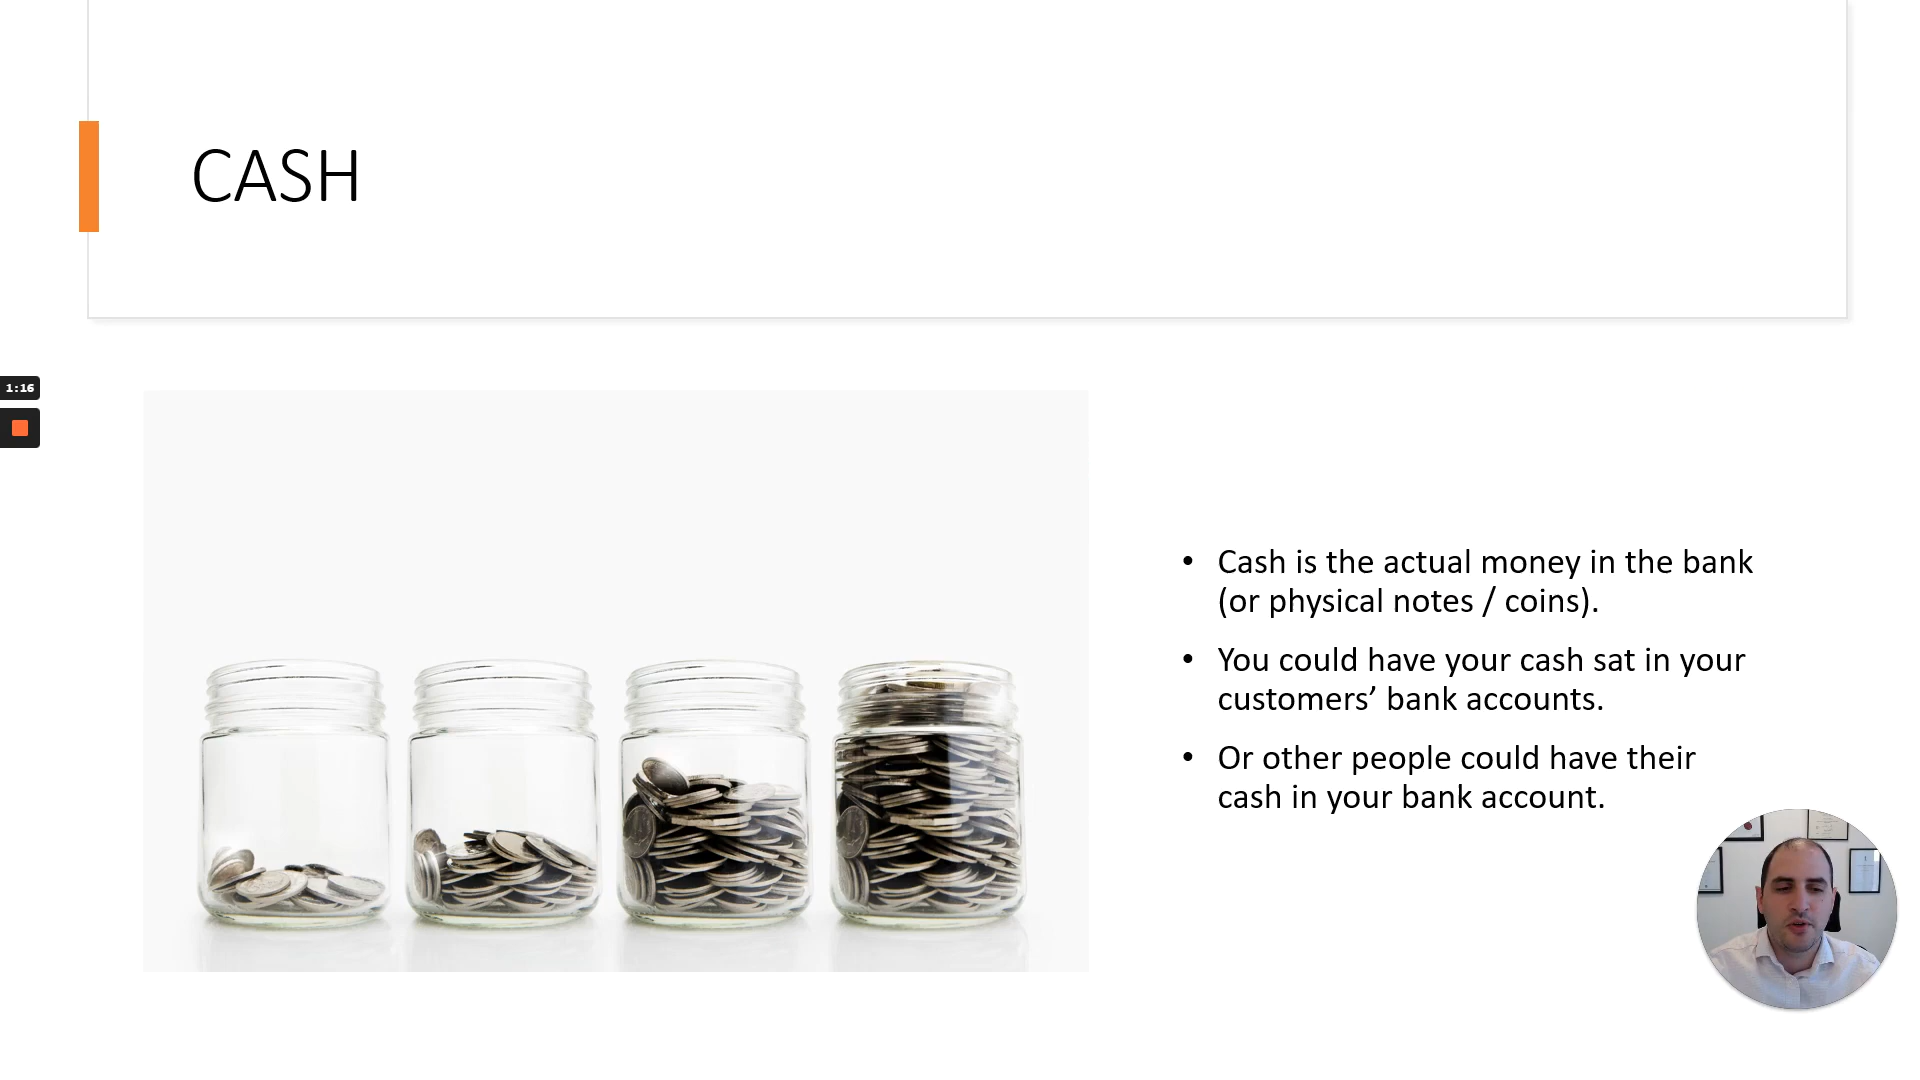 CASH
1:16
• Cash is the actual money in the bank
(or physical notes / coins).
• You could have your cash sat in your
customers’ bank accounts.
• Or other people could have their
cash in your bank account.